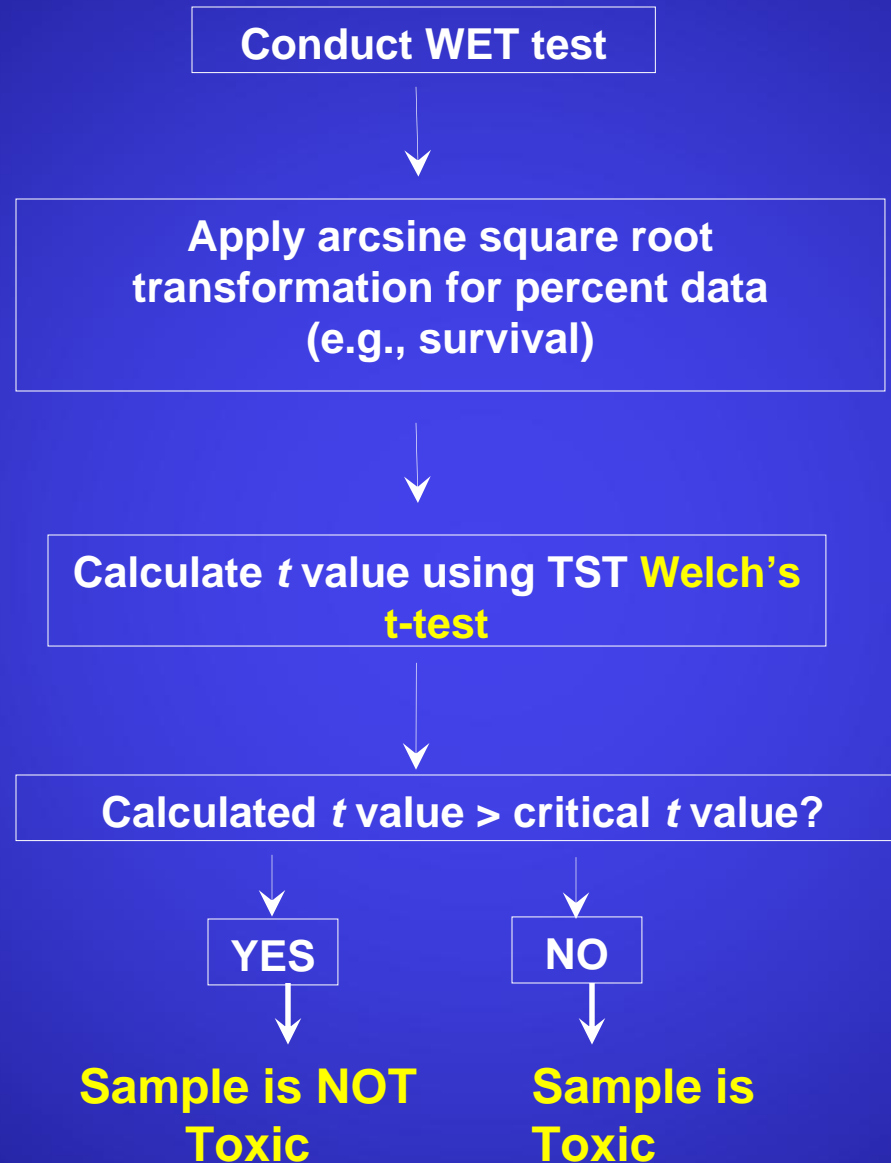 Conduct WET test
Apply arcsine square root
transformation for percent data
(e.g., survival)
Calculate t value using TST Welch’s
t-test
Calculated t value > critical t value?
YES
NO
Sample is NOT
Toxic
Sample is
Toxic